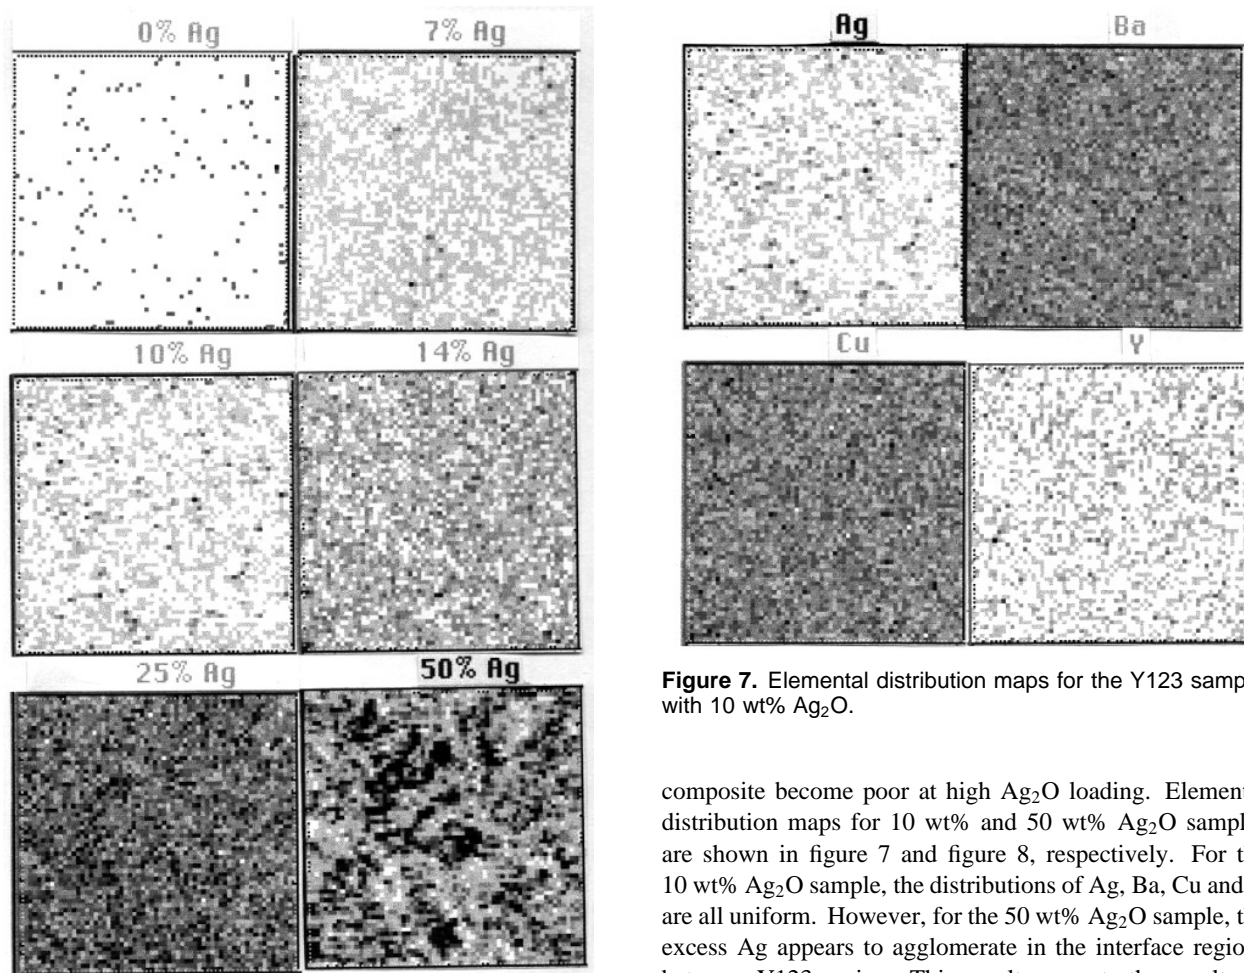 0% Ag 7% Ag
10% Ag 14% Ag
25% Ag 50% Ag
Ag Ba
Cu Y
Figure 7. Elemental distribution maps for the Y123 samp
with 10 wt% Ag₂O.
composite become poor at high Ag₂O loading. Element
distribution maps for 10 wt% and 50 wt% Ag₂O sampl
are shown in figure 7 and figure 8, respectively. For t
10 wt% Ag₂O sample, the distributions of Ag, Ba, Cu and
are all uniform. However, for the 50 wt% Ag₂O sample, t
excess Ag appears to agglomerate in the interface region